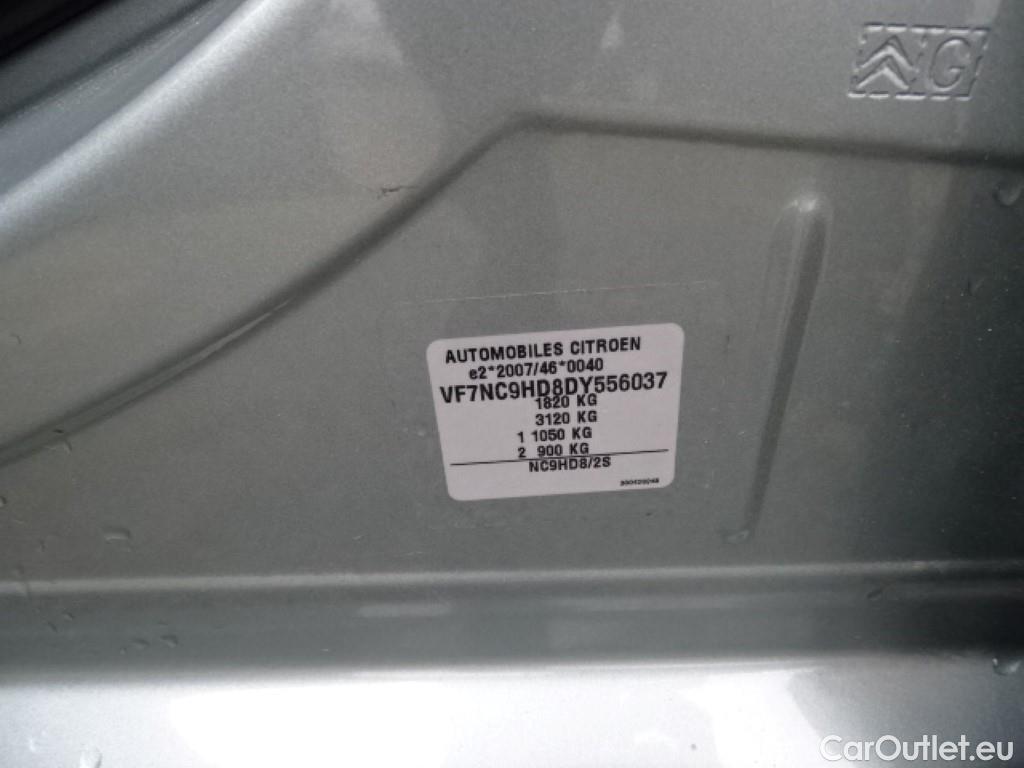 G
AUTOMOBILES CITROEN
e2*2007/46*0040
VF7NC9HD8DY556037
1820 KG
3120 KG
1 1050 KG
2 900 KG
NC9HD8/2S
CarOutlet.eu